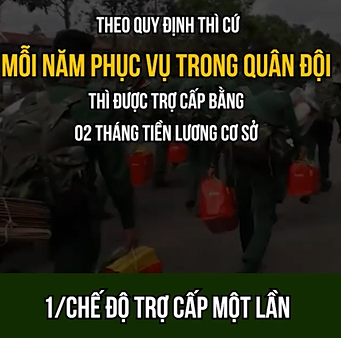 THEO QUY ĐỊNH THÌ CỨ
MỖI NĂM PHỤC VỤ TRONG QUÂN ĐỘI
THÌ ĐƯỢC TRỢ CẤP BẰNG
02 THÁNG TIỀN LƯƠNG CƠ SỞ
1/CHẾ ĐỘ TRỢ CẤP MỘT LẦN